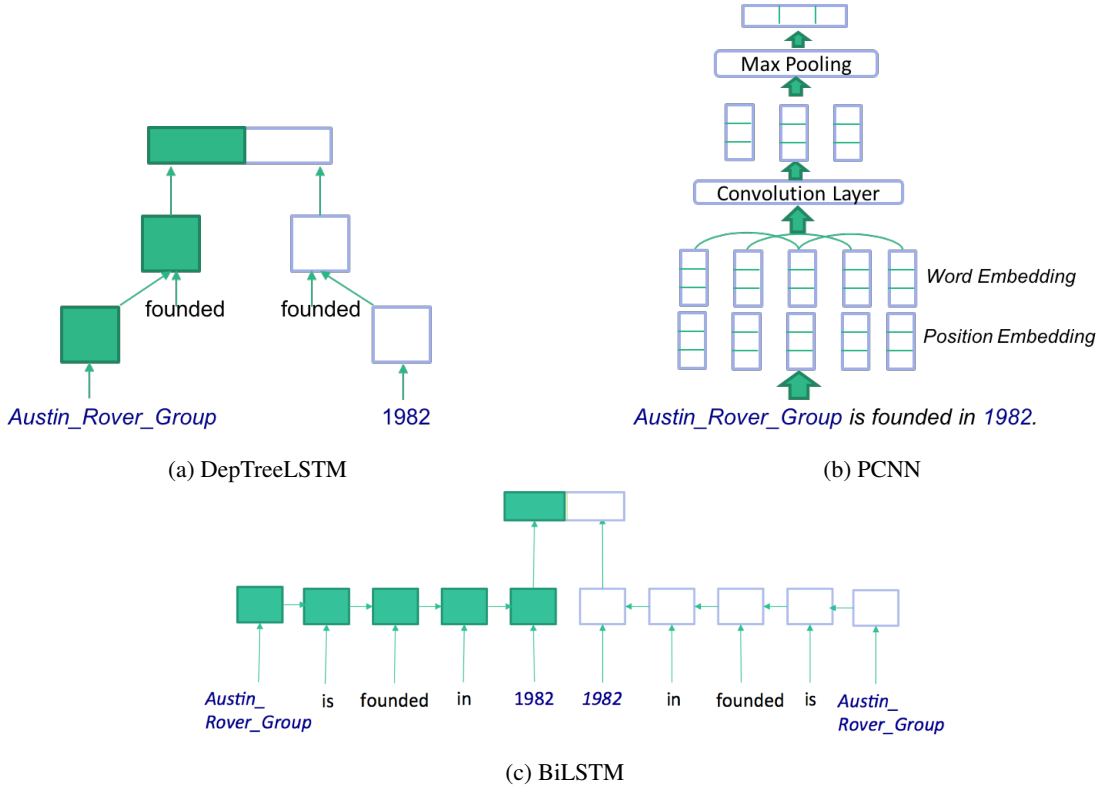 founded
founded
Austin_Rover_Group
1982
(a) DepTreeLSTM
Max Pooling
Convolution Layer
Word Embedding
Position Embedding
Austin_Rover_Group is founded in 1982.
(b) PCNN
Austin_
Rover_Group
is
founded
in
1982
1982
in
founded
is
Austin_
Rover_Group
(c) BiLSTM